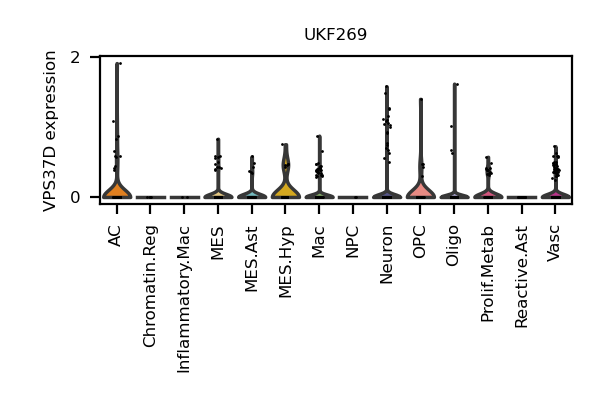 UKF269
VPS37D expression
2
0
AC
Chromatin.Reg
Inflammatory.Mac
MES
MES.Ast
MES.Hyp
Mac
NPC
Neuron
OPC
Oligo
Prolif.Metab
Reactive.Ast
Vasc